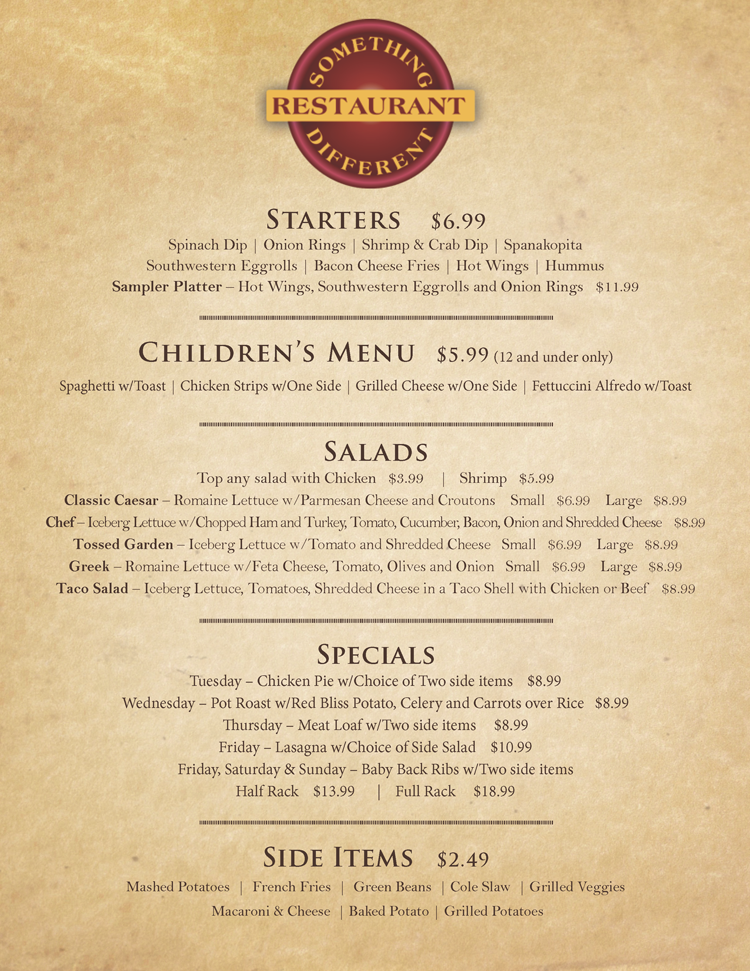 SOMETHING
RESTAURANT
DIFFERENT
STARTERS $6.99
Spinach Dip | Onion Rings | Shrimp & Crab Dip | Spanakopita
Southwestern Eggrolls | Bacon Cheese Fries | Hot Wings | Hummus
Sampler Platter – Hot Wings, Southwestern Eggrolls and Onion Rings $11.99
CHILDREN'S MENU $5.99 (12 and under only)
Spaghetti w/Toast | Chicken Strips w/One Side | Grilled Cheese w/One Side | Fettuccini Alfredo w/Toast
SALADS
Top any salad with Chicken $3.99 | Shrimp $5.99
Classic Caesar – Romaine Lettuce w/Parmesan Cheese and Croutons Small $6.99 Large $8.99
Chef – Iceberg Lettuce w/Chopped Ham and Turkey, Tomato, Cucumber, Bacon, Onion and Shredded Cheese $8.99
Tossed Garden – Iceberg Lettuce w/Tomato and Shredded Cheese Small $6.99 Large $8.99
Greek – Romaine Lettuce w/Feta Cheese, Tomato, Olives and Onion Small $6.99 Large $8.99
Taco Salad – Iceberg Lettuce, Tomatoes, Shredded Cheese in a Taco Shell with Chicken or Beef $8.99
SPECIALS
Tuesday – Chicken Pie w/Choice of Two side items $8.99
Wednesday – Pot Roast w/Red Bliss Potato, Celery and Carrots over Rice $8.99
Thursday – Meat Loaf w/Two side items $8.99
Friday – Lasagna w/Choice of Side Salad $10.99
Friday, Saturday & Sunday – Baby Back Ribs w/Two side items
Half Rack $13.99 | Full Rack $18.99
SIDE ITEMS $2.49
Mashed Potatoes | French Fries | Green Beans | Cole Slaw | Grilled Veggies
Macaroni & Cheese | Baked Potato | Grilled Potatoes